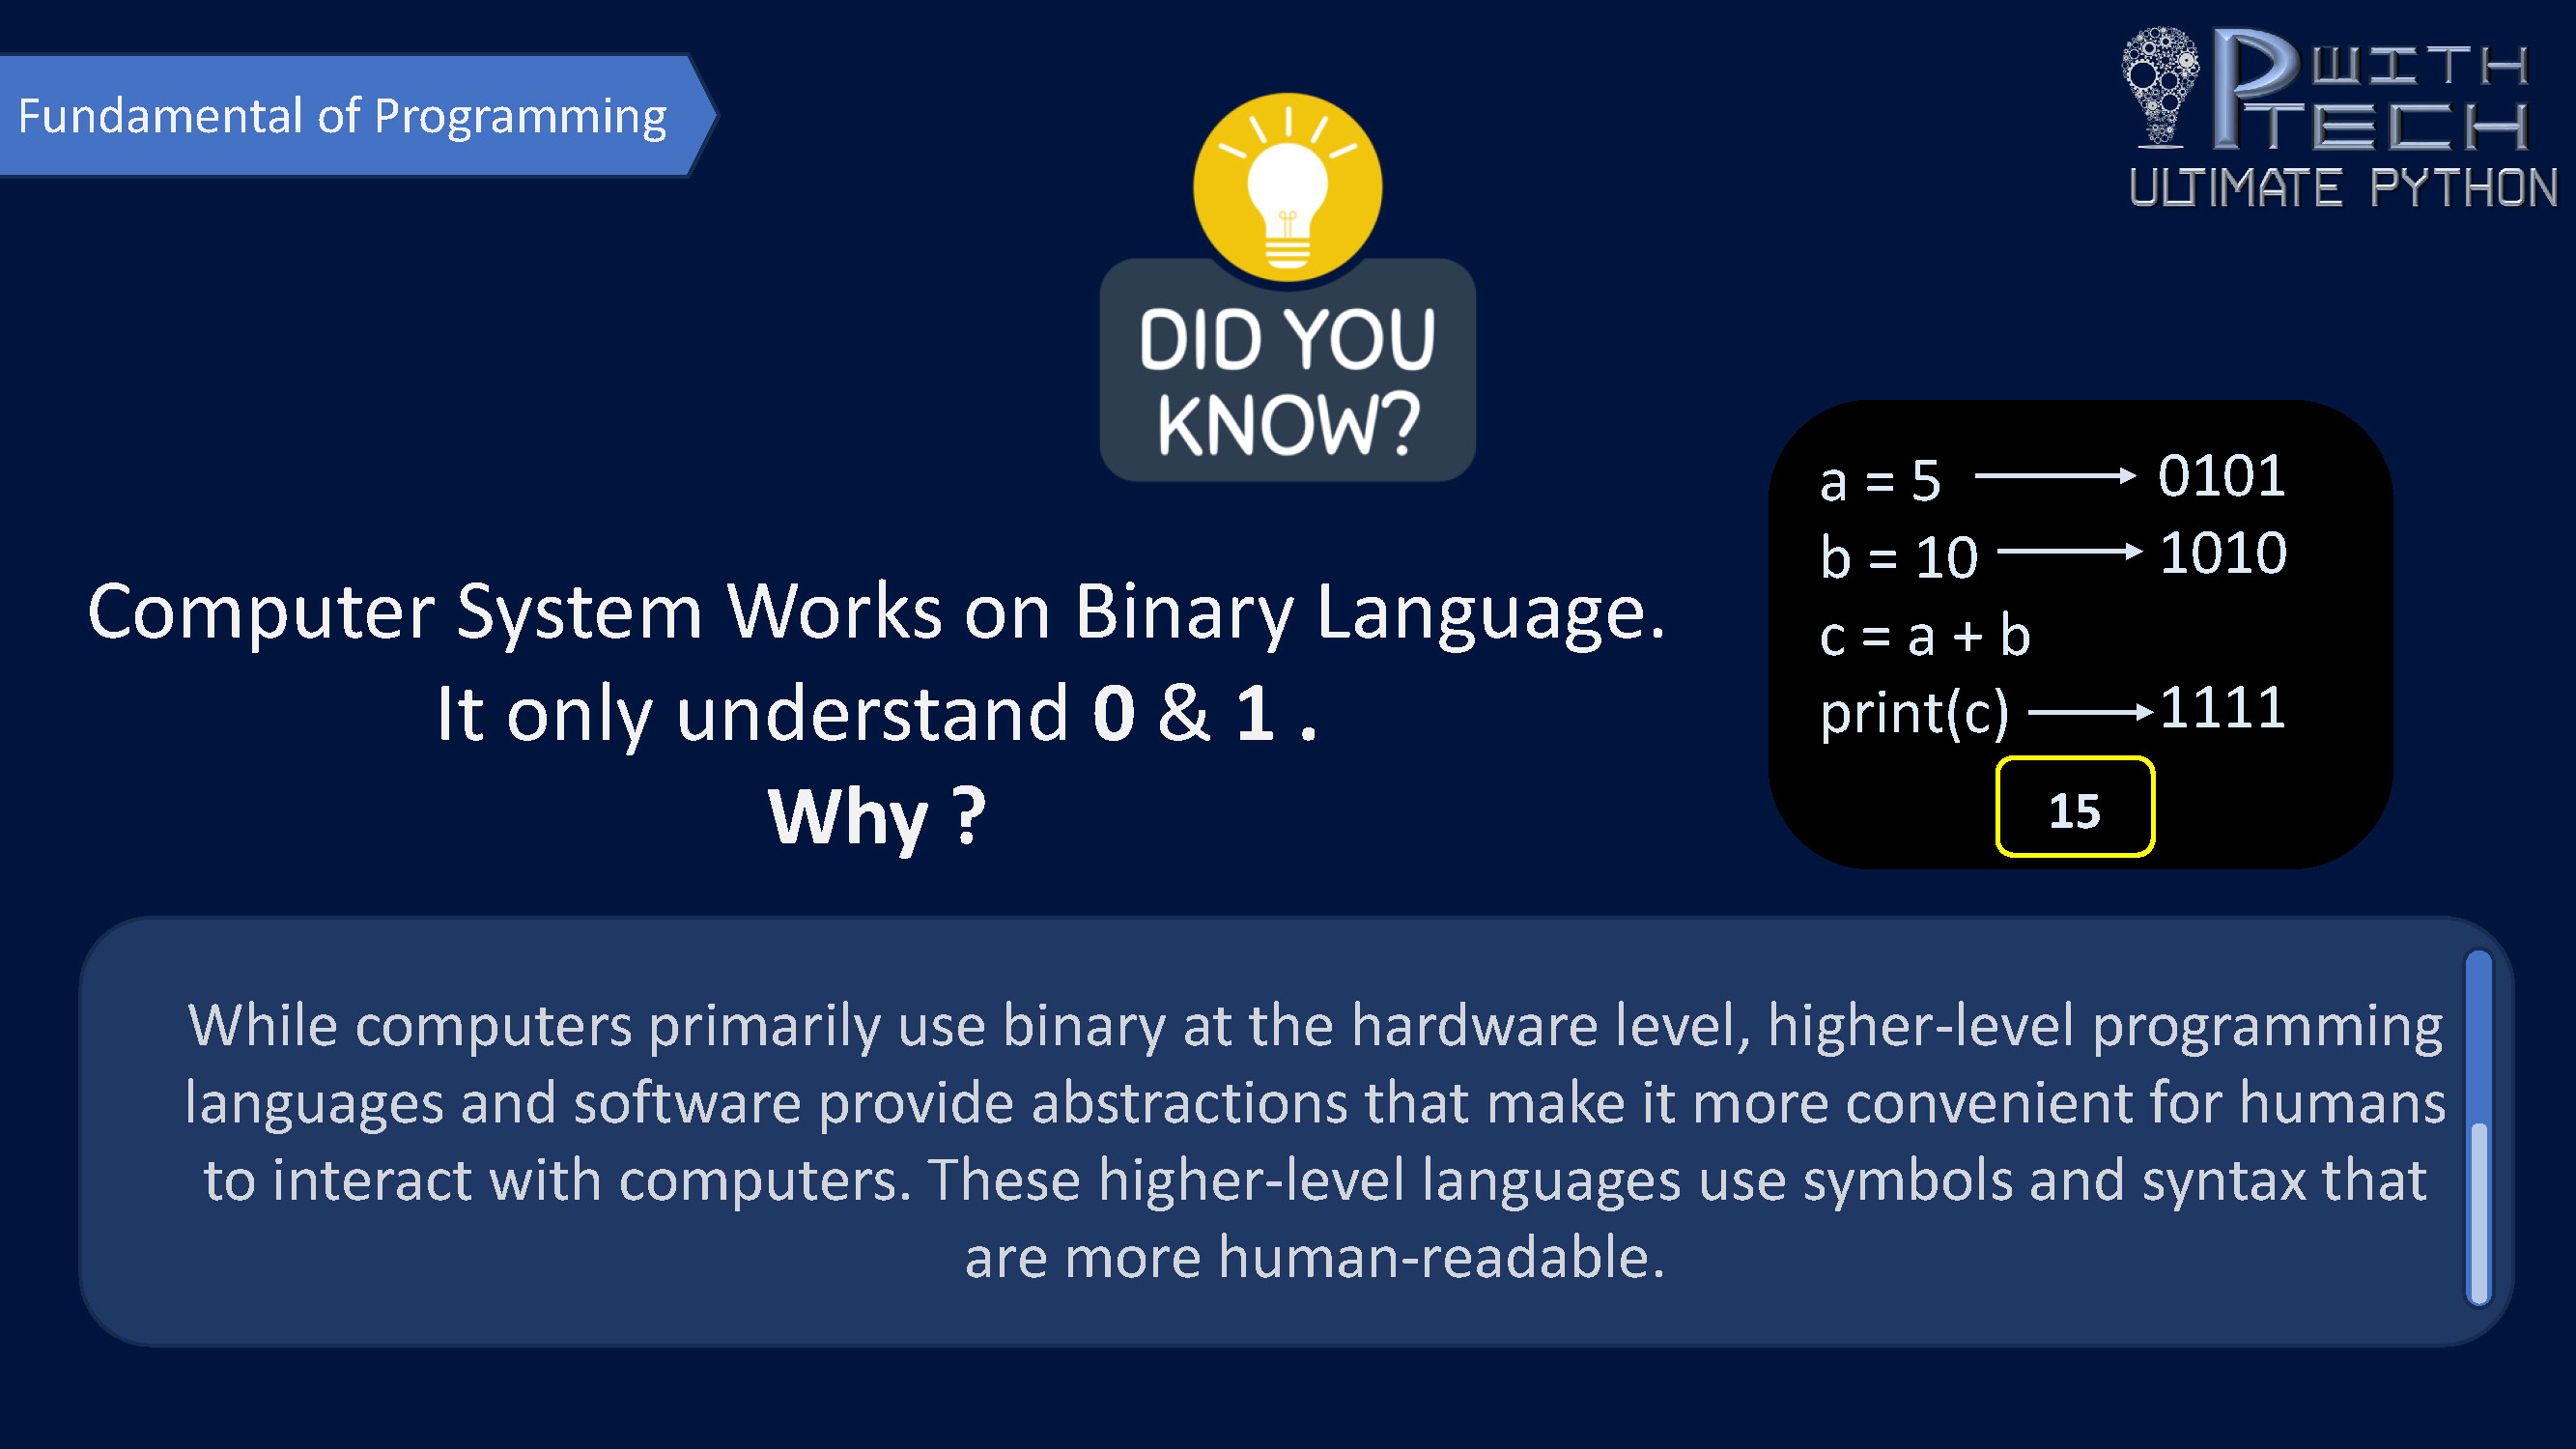 Fundamental of Programming
P WITH
TECH
ULTIMATE PYTHON
DID YOU
KNOW?
Computer System Works on Binary Language.
It only understand 0 & 1 .
Why ?
a = 5 0101
b = 10 1010
c = a + b
print(c) 1111
15
While computers primarily use binary at the hardware level, higher-level programming
languages and software provide abstractions that make it more convenient for humans
to interact with computers. These higher-level languages use symbols and syntax that
are more human-readable.